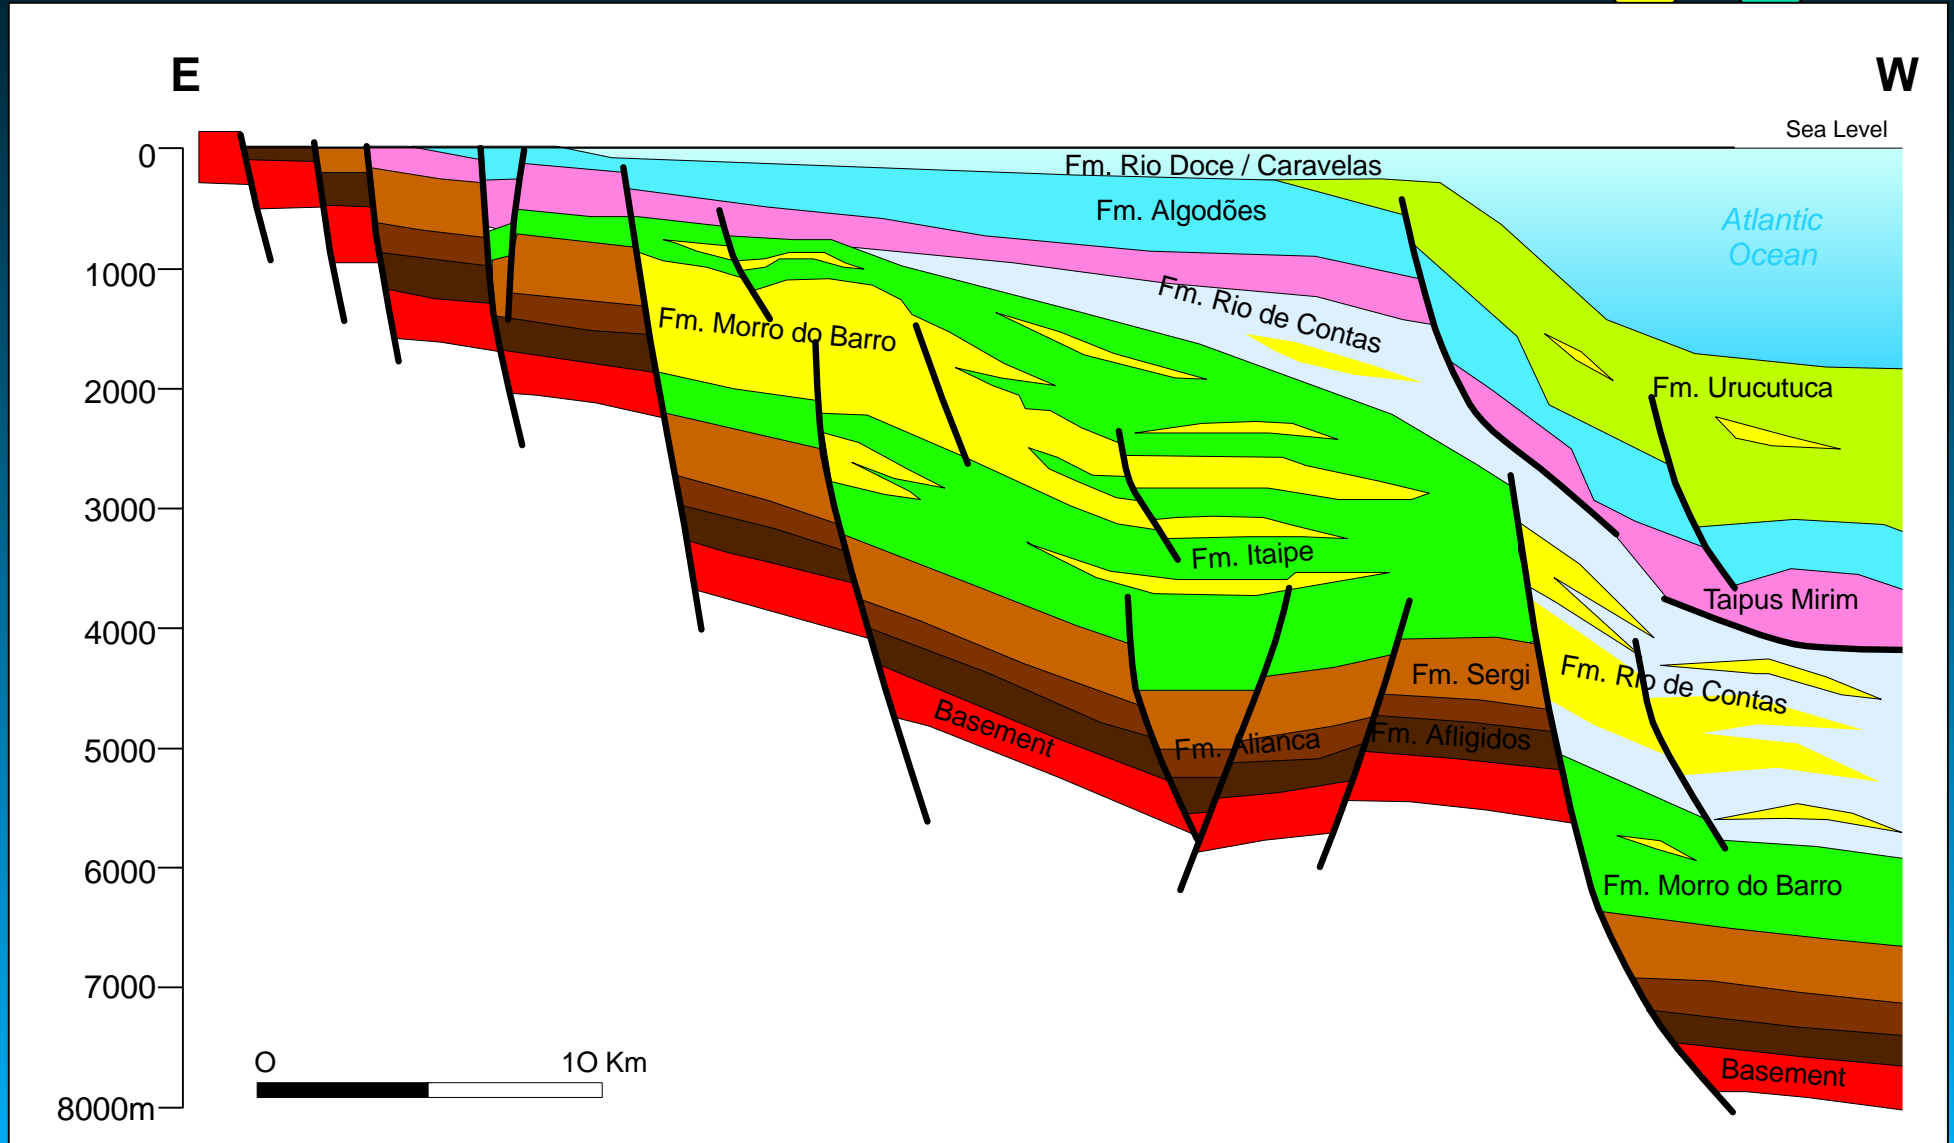 E
W
Sea Level
0
Fm. Rio Doce / Caravelas
Fm. Algodões
Atlantic
Ocean
1000
Fm. Rio de Contas
Fm. Morro do Barro
2000
Fm. Urucutuca
3000
Fm. Itaipe
Taipus Mirim
4000
Fm. Sergi
Fm. Rio de Contas
Basement
Fm. Alianca
Fm. Afligidos
5000
6000
Fm. Morro do Barro
7000
O
1O Km
Basement
8000m